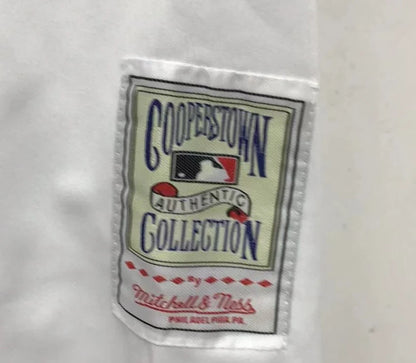 COOPERSTOWN
AUTHENTIC
COLLECTION
By
Mitchell & Ness
PHILADELPHIA, PA.